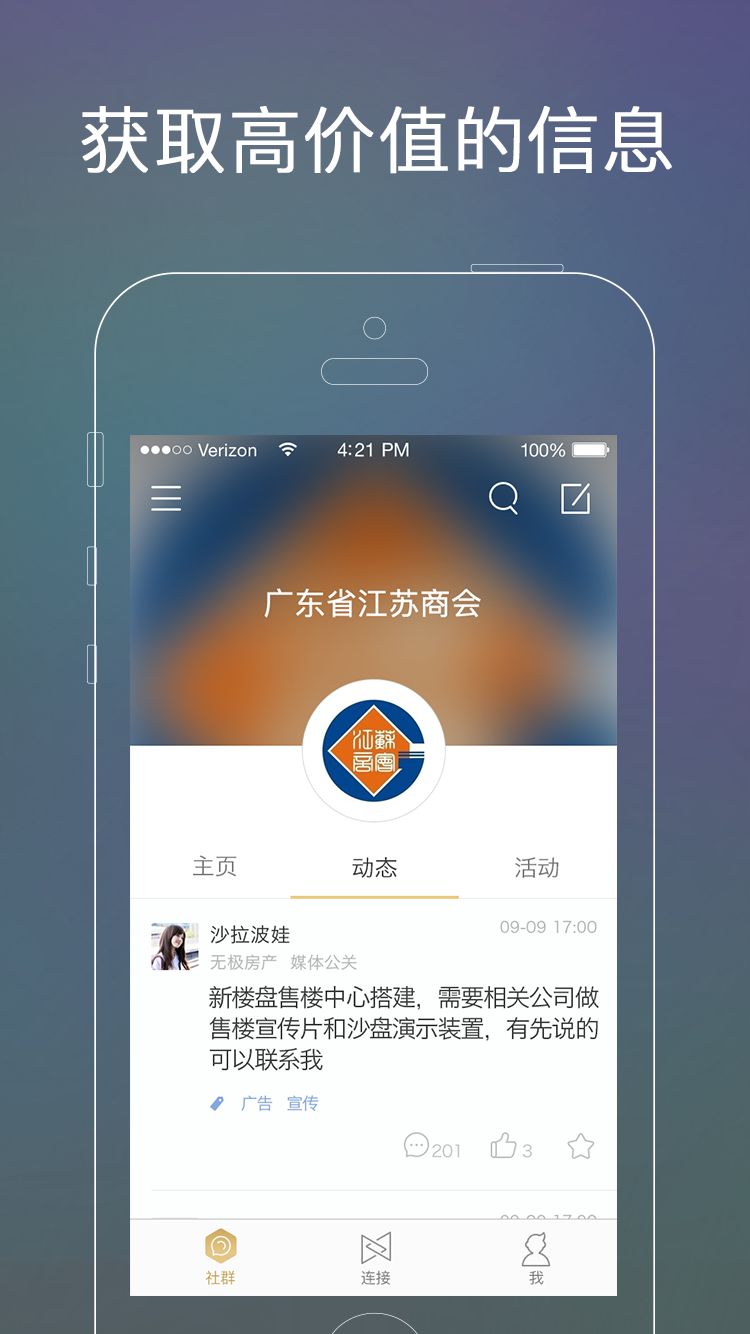 获取高价值的信息
Verizon 4:21 PM 100%
广东省江苏商会
江蘇
商會
主页 动态 活动
沙拉波娃 09-09 17:00
无极房产 媒体公关
新楼盘售楼中心搭建，需要相关公司做
售楼宣传片和沙盘演示装置，有先说的
可以联系我
广告 宣传
201 3
社群 连接 我